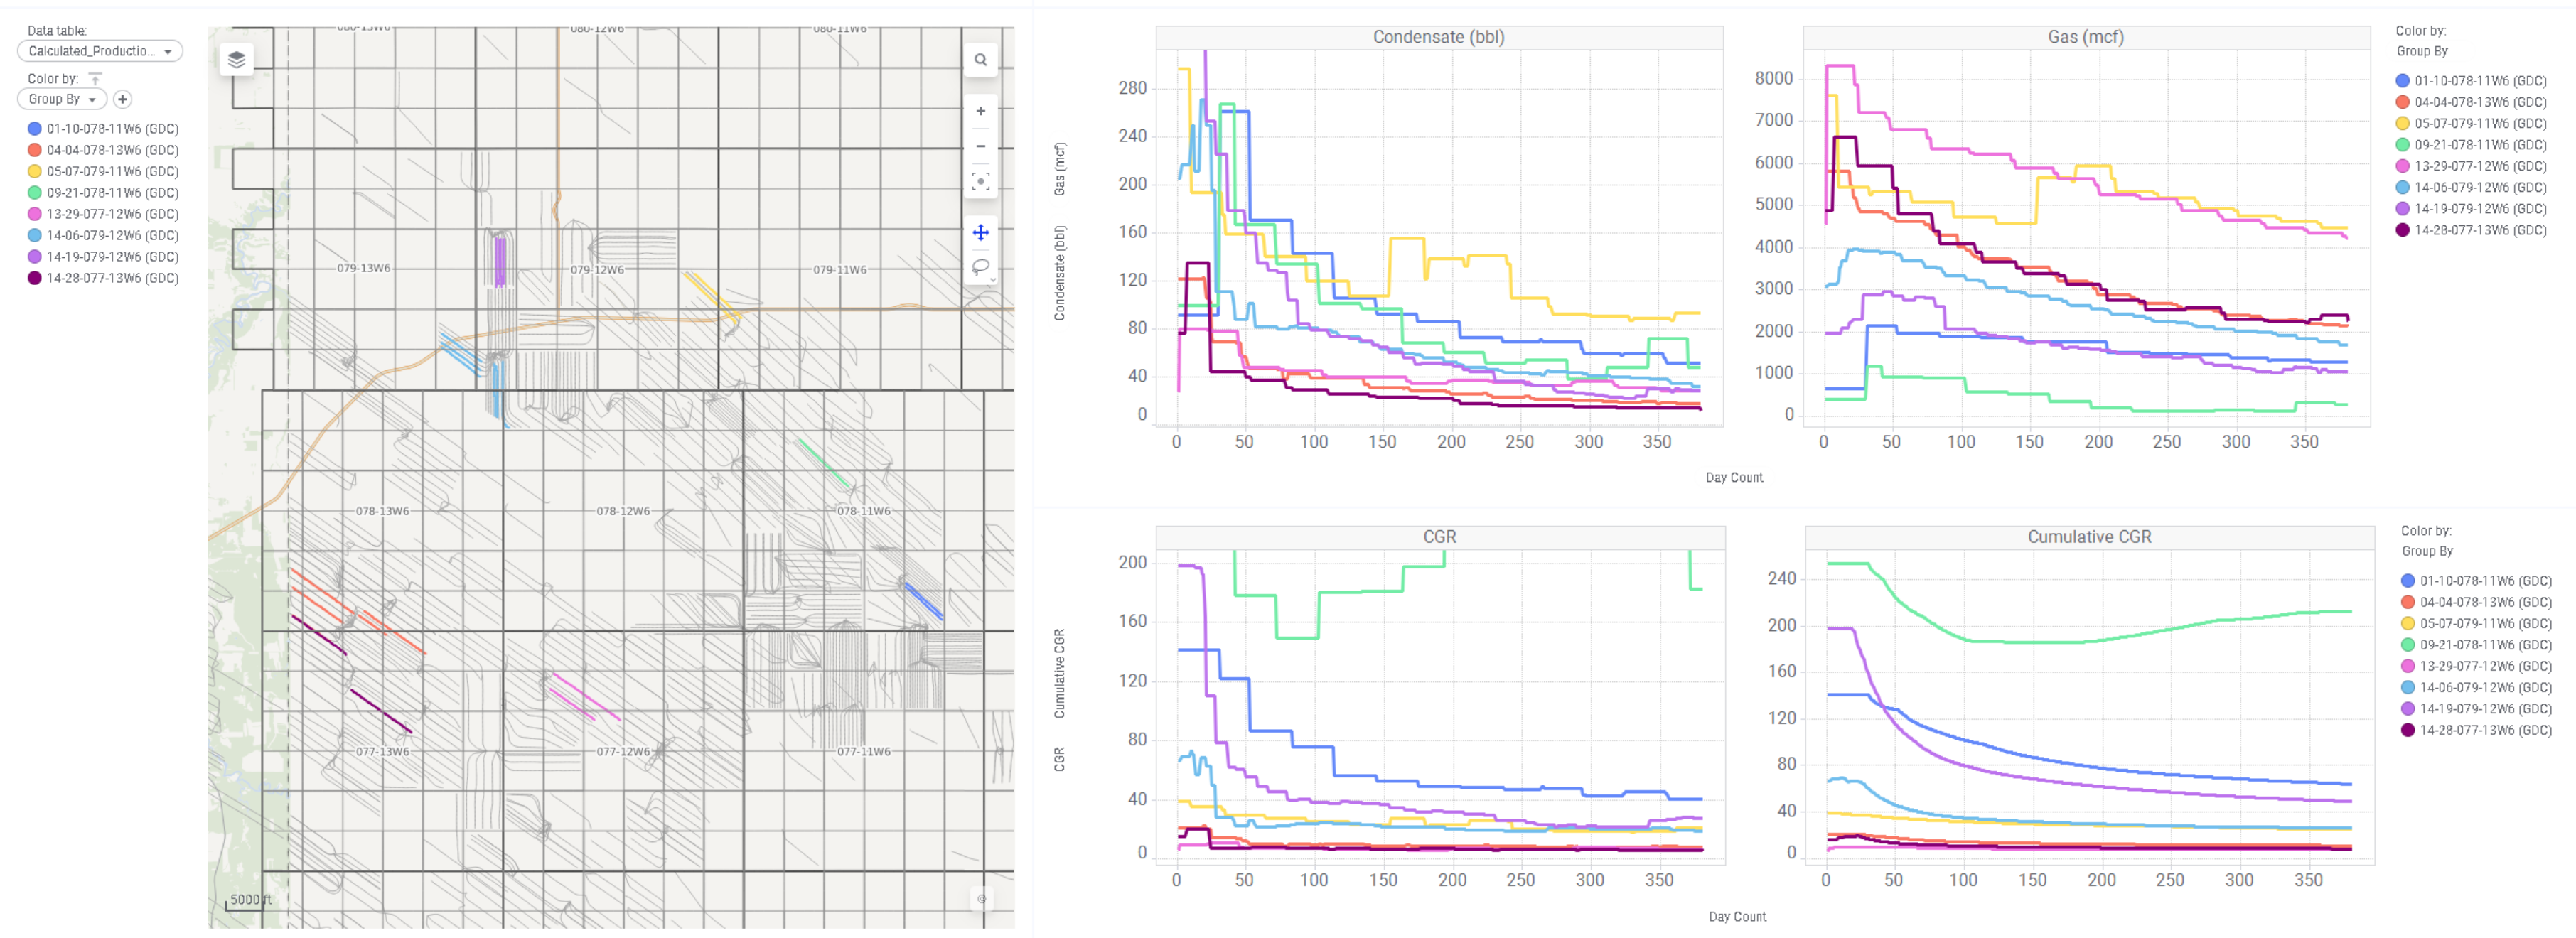 Data table:
Calculated_Productio...
Color by:
Group By
01-10-078-11W6 (GDC)
04-04-078-13W6 (GDC)
05-07-079-11W6 (GDC)
09-21-078-11W6 (GDC)
13-29-077-12W6 (GDC)
14-06-079-12W6 (GDC)
14-19-079-12W6 (GDC)
14-28-077-13W6 (GDC)
080-13W6 080-12W6 080-11W6
079-13W6 079-12W6 079-11W6
078-13W6 078-12W6 078-11W6
077-13W6 077-12W6 077-11W6
5000 ft
Condensate (bbl)
Gas (mcf)
Condensate (bbl)
280
240
200
160
120
80
40
0
0 50 100 150 200 250 300 350
Gas (mcf)
8000
7000
6000
5000
4000
3000
2000
1000
0
0 50 100 150 200 250 300 350
Day Count
Color by:
Group By
01-10-078-11W6 (GDC)
04-04-078-13W6 (GDC)
05-07-079-11W6 (GDC)
09-21-078-11W6 (GDC)
13-29-077-12W6 (GDC)
14-06-079-12W6 (GDC)
14-19-079-12W6 (GDC)
14-28-077-13W6 (GDC)
CGR
Cumulative CGR
CGR
200
160
120
80
40
0
0 50 100 150 200 250 300 350
Cumulative CGR
240
200
160
120
80
40
0
0 50 100 150 200 250 300 350
Day Count
Color by:
Group By
01-10-078-11W6 (GDC)
04-04-078-13W6 (GDC)
05-07-079-11W6 (GDC)
09-21-078-11W6 (GDC)
13-29-077-12W6 (GDC)
14-06-079-12W6 (GDC)
14-19-079-12W6 (GDC)
14-28-077-13W6 (GDC)